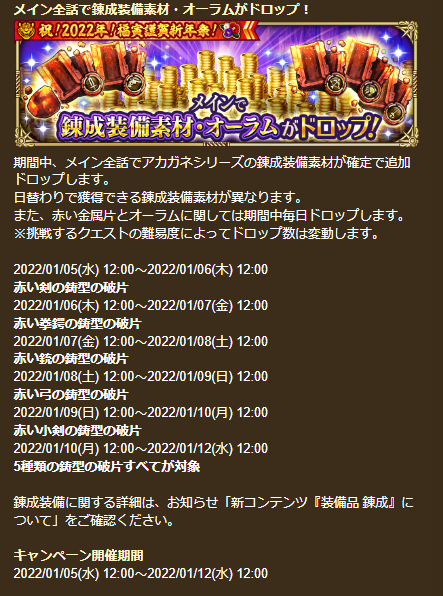 メイン全話で錬成装備素材・オーラムがドロップ！
祝!2022年!福寅謹賀新年祭!
メインで
錬成装備素材・オーラムがドロップ!
期間中、メイン全話でアカガネシリーズの錬成装備素材が確定で追加
ドロップします。
日替わりで獲得できる錬成装備素材が異なります。
また、赤い金属片とオーラムに関しては期間中毎日ドロップします。
※挑戦するクエストの難易度によってドロップ数は変動します。
2022/01/05(水) 12:00～2022/01/06(木) 12:00
赤い剣の鋳型の破片
2022/01/06(木) 12:00～2022/01/07(金) 12:00
赤い拳鍔の鋳型の破片
2022/01/07(金) 12:00～2022/01/08(土) 12:00
赤い銃の鋳型の破片
2022/01/08(土) 12:00～2022/01/09(日) 12:00
赤い弓の鋳型の破片
2022/01/09(日) 12:00～2022/01/10(月) 12:00
赤い小剣の鋳型の破片
2022/01/10(月) 12:00～2022/01/12(水) 12:00
5種類の鋳型の破片すべてが対象
錬成装備に関する詳細は、お知らせ「新コンテンツ『装備品 錬成』に
ついて」をご確認ください。
キャンペーン開催期間
2022/01/05(水) 12:00～2022/01/12(水) 12:00